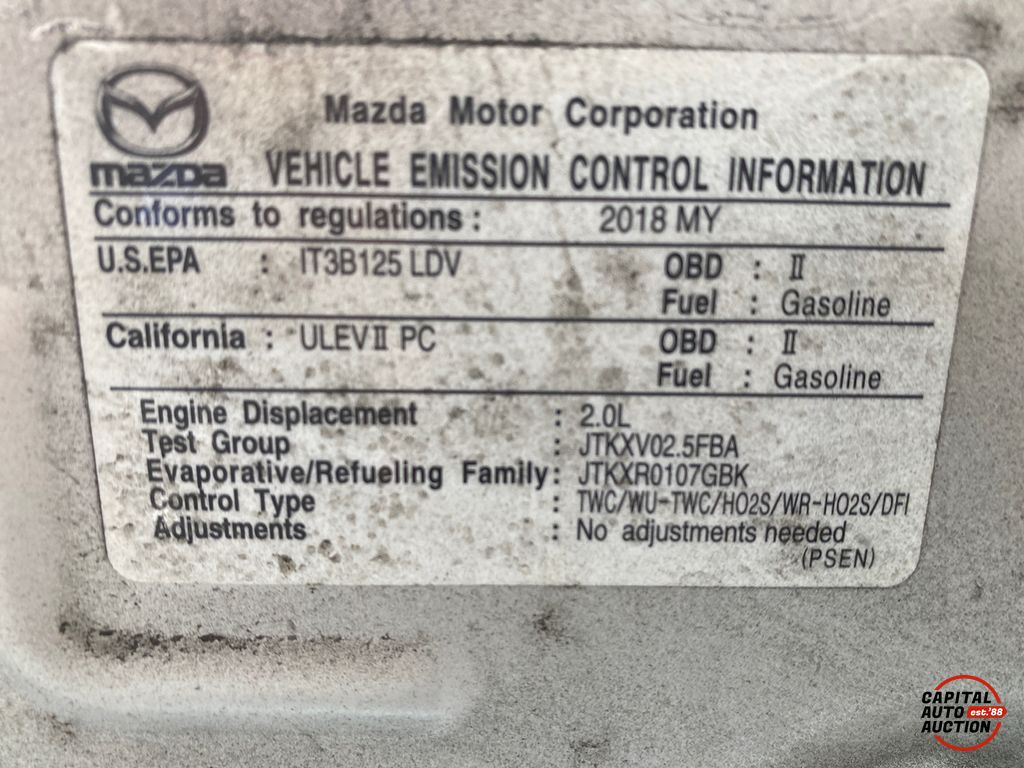 Mazda Motor Corporation
mazda VEHICLE EMISSION CONTROL INFORMATION
Conforms to regulations : 2018 MY
U.S.EPA : IT3B125 LDV OBD : II
Fuel : Gasoline
California : ULEV II PC OBD : II
Fuel : Gasoline
Engine Displacement : 2.0L
Test Group : JTKXV02.5FBA
Evaporative/Refueling Family : JTKXR0107GBK
Control Type : TWC/WU-TWC/HO2S/WR-HO2S/DFI
Adjustments : No adjustments needed
(PSEN)
CAPITAL
AUTO est.'88
AUCTION